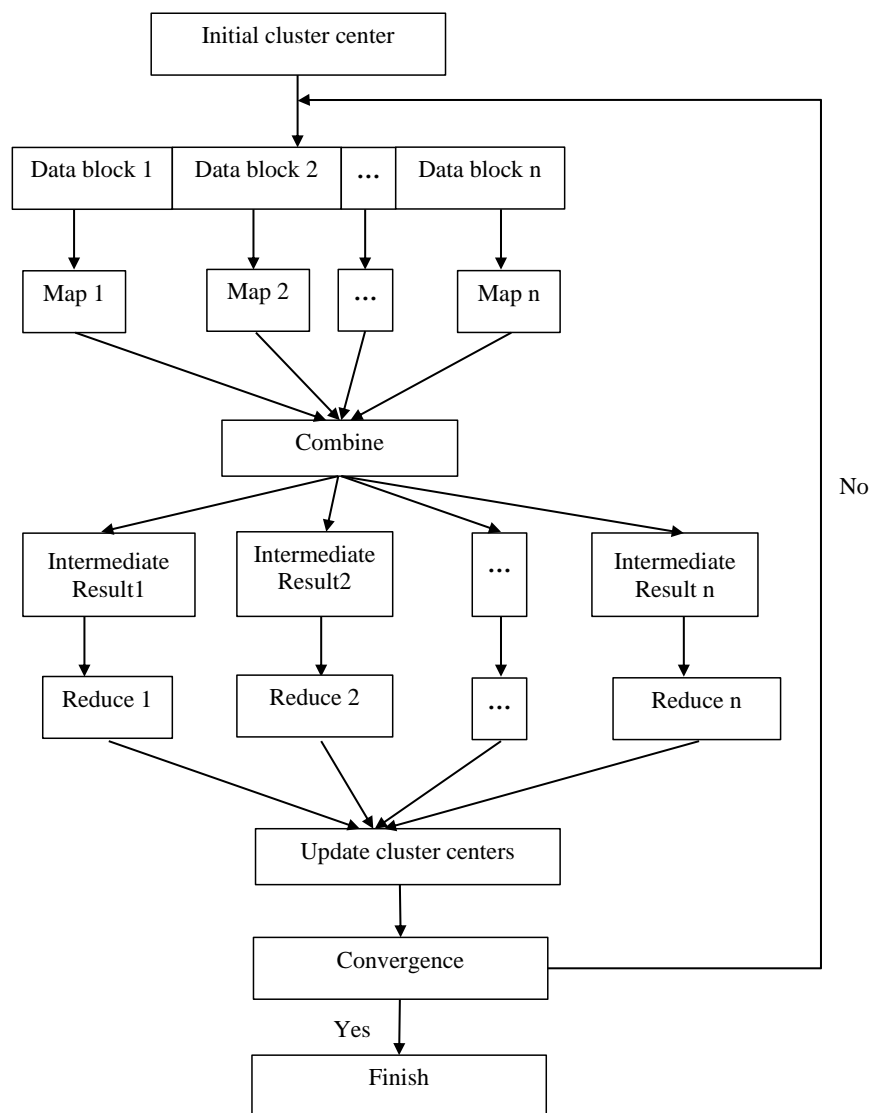 Initial cluster center
Data block 1
Data block 2
...
Data block n
Map 1
Map 2
...
Map n
Combine
No
Intermediate
Result1
Intermediate
Result2
...
Intermediate
Result n
Reduce 1
Reduce 2
...
Reduce n
Update cluster centers
Convergence
Yes
Finish